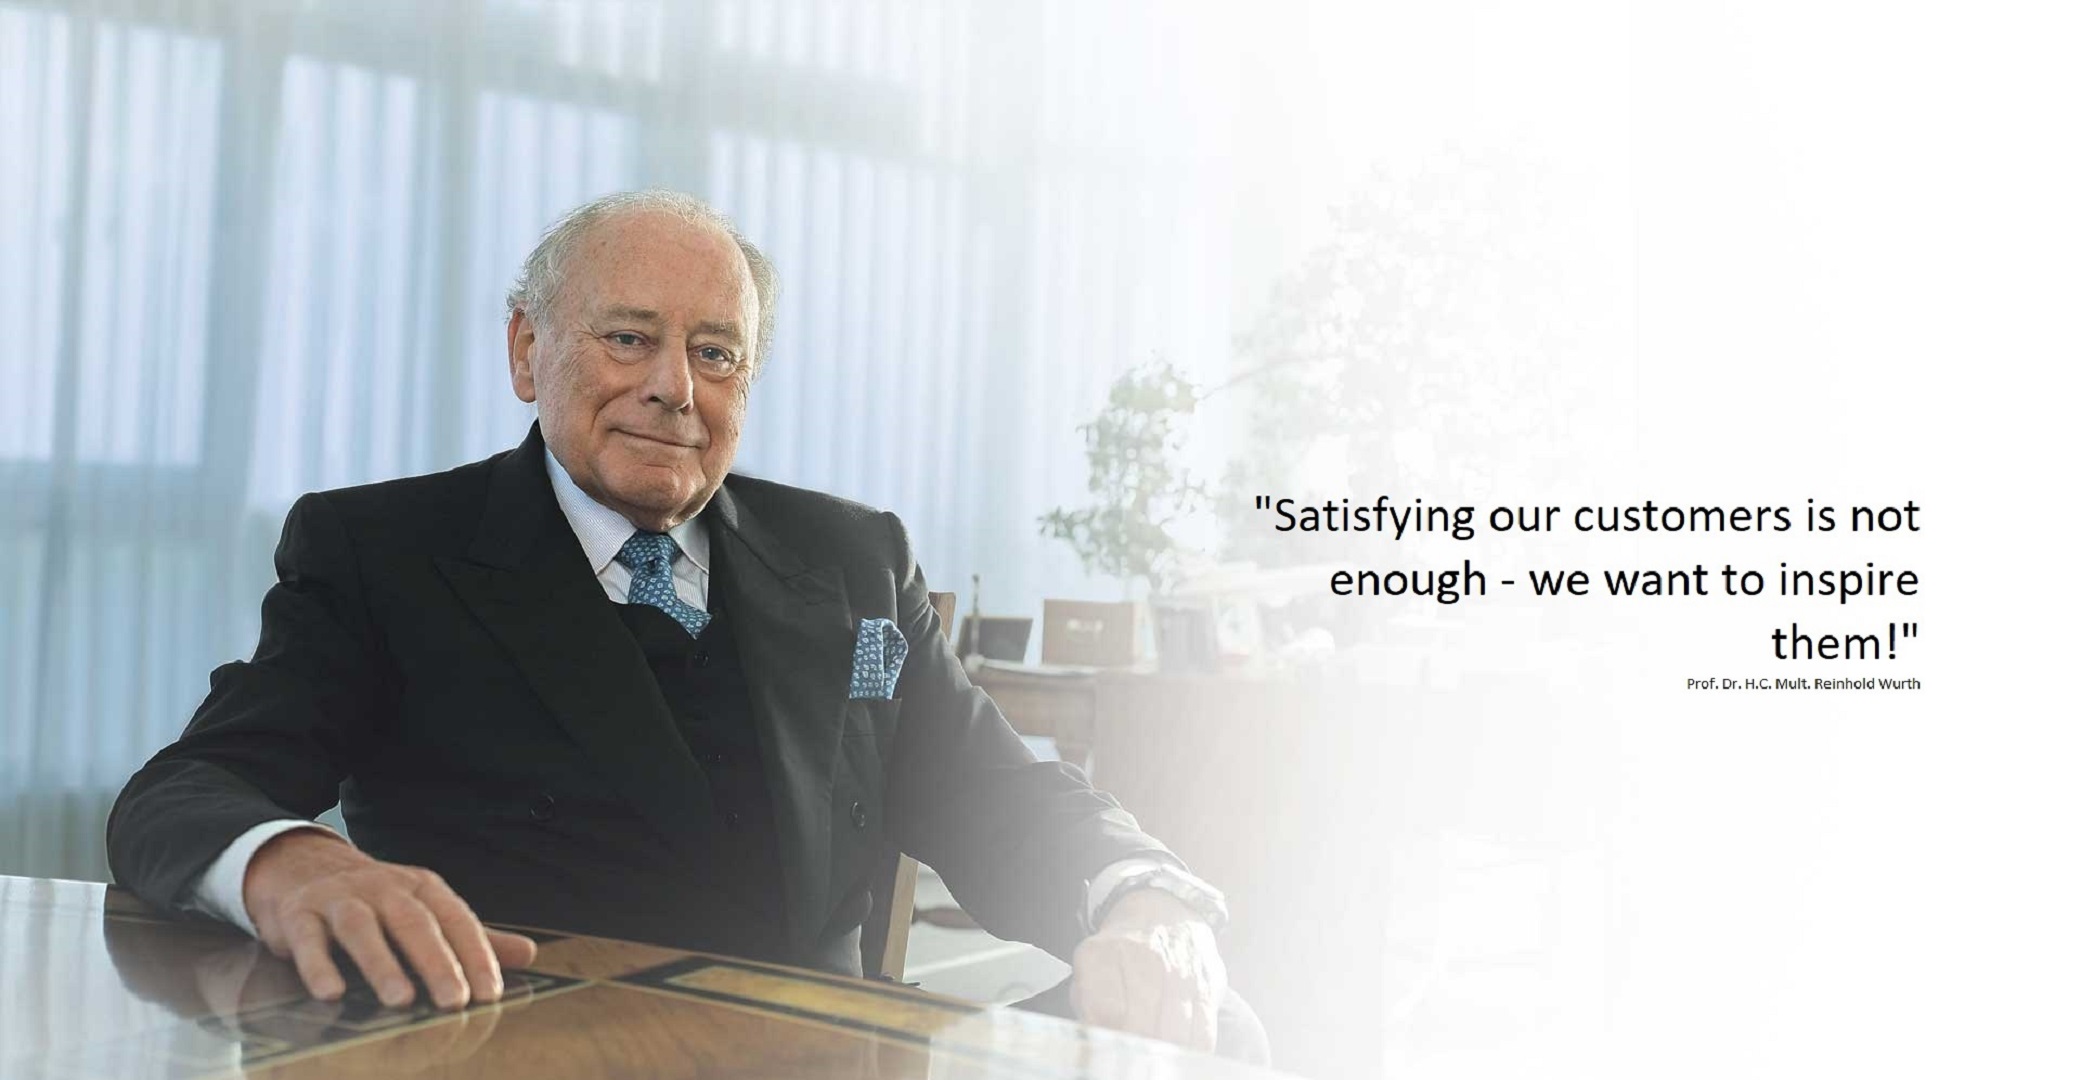 "Satisfying our customers is not
enough - we want to inspire
them!"
Prof. Dr. H.C. Mult. Reinhold Wurth